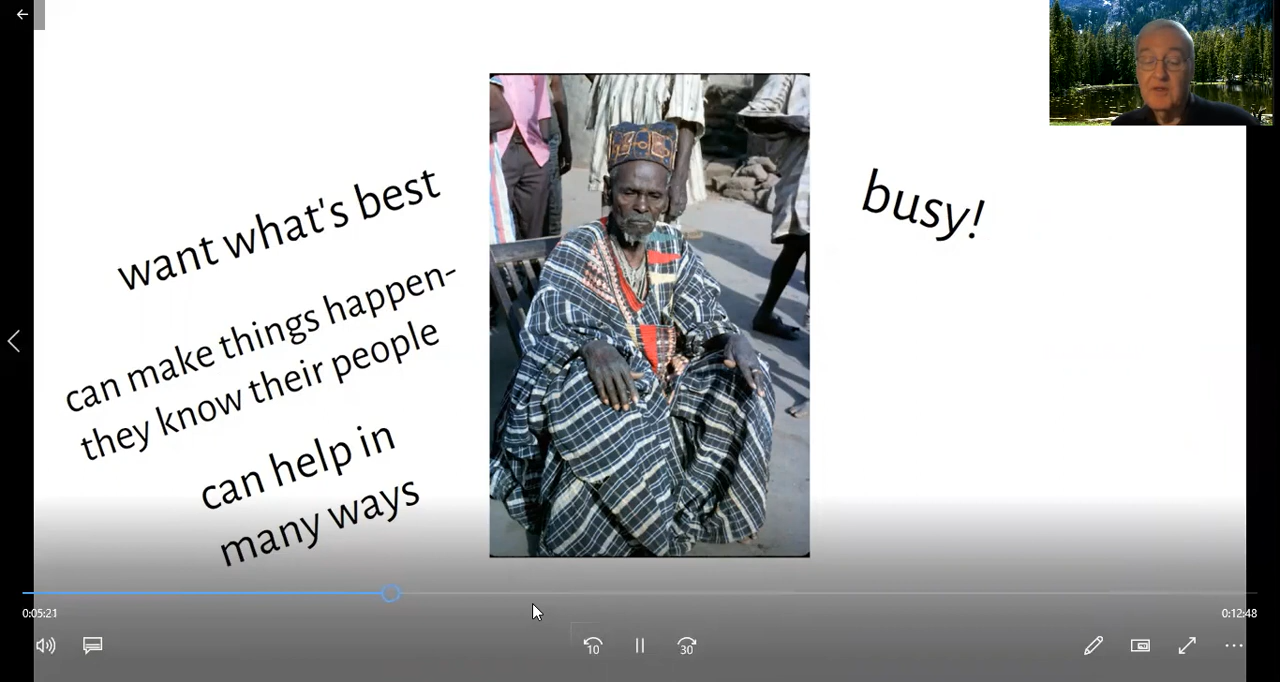 want what's best
can make things happen-
they know their people
can help in
many ways
busy!
0:05:21
0:12:48
10
30